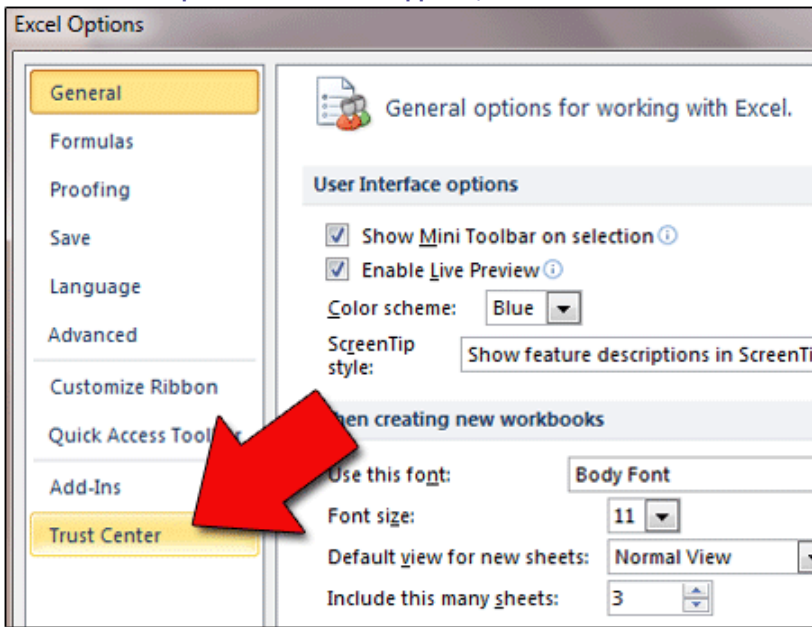 Excel Options
General
Formulas
Proofing
Save
Language
Advanced
Customize Ribbon
Quick Access
Add-Ins
Trust Center
General options for working with Excel.
User Interface options
Show Mini Toolbar on selection
Enable Live Preview
Color scheme: Blue
ScreenTip style: Show feature descriptions in
creating new workbooks
Use this font: Body Font
Font size: 11
Default view for new sheets: Normal View
Include this many sheets: 3